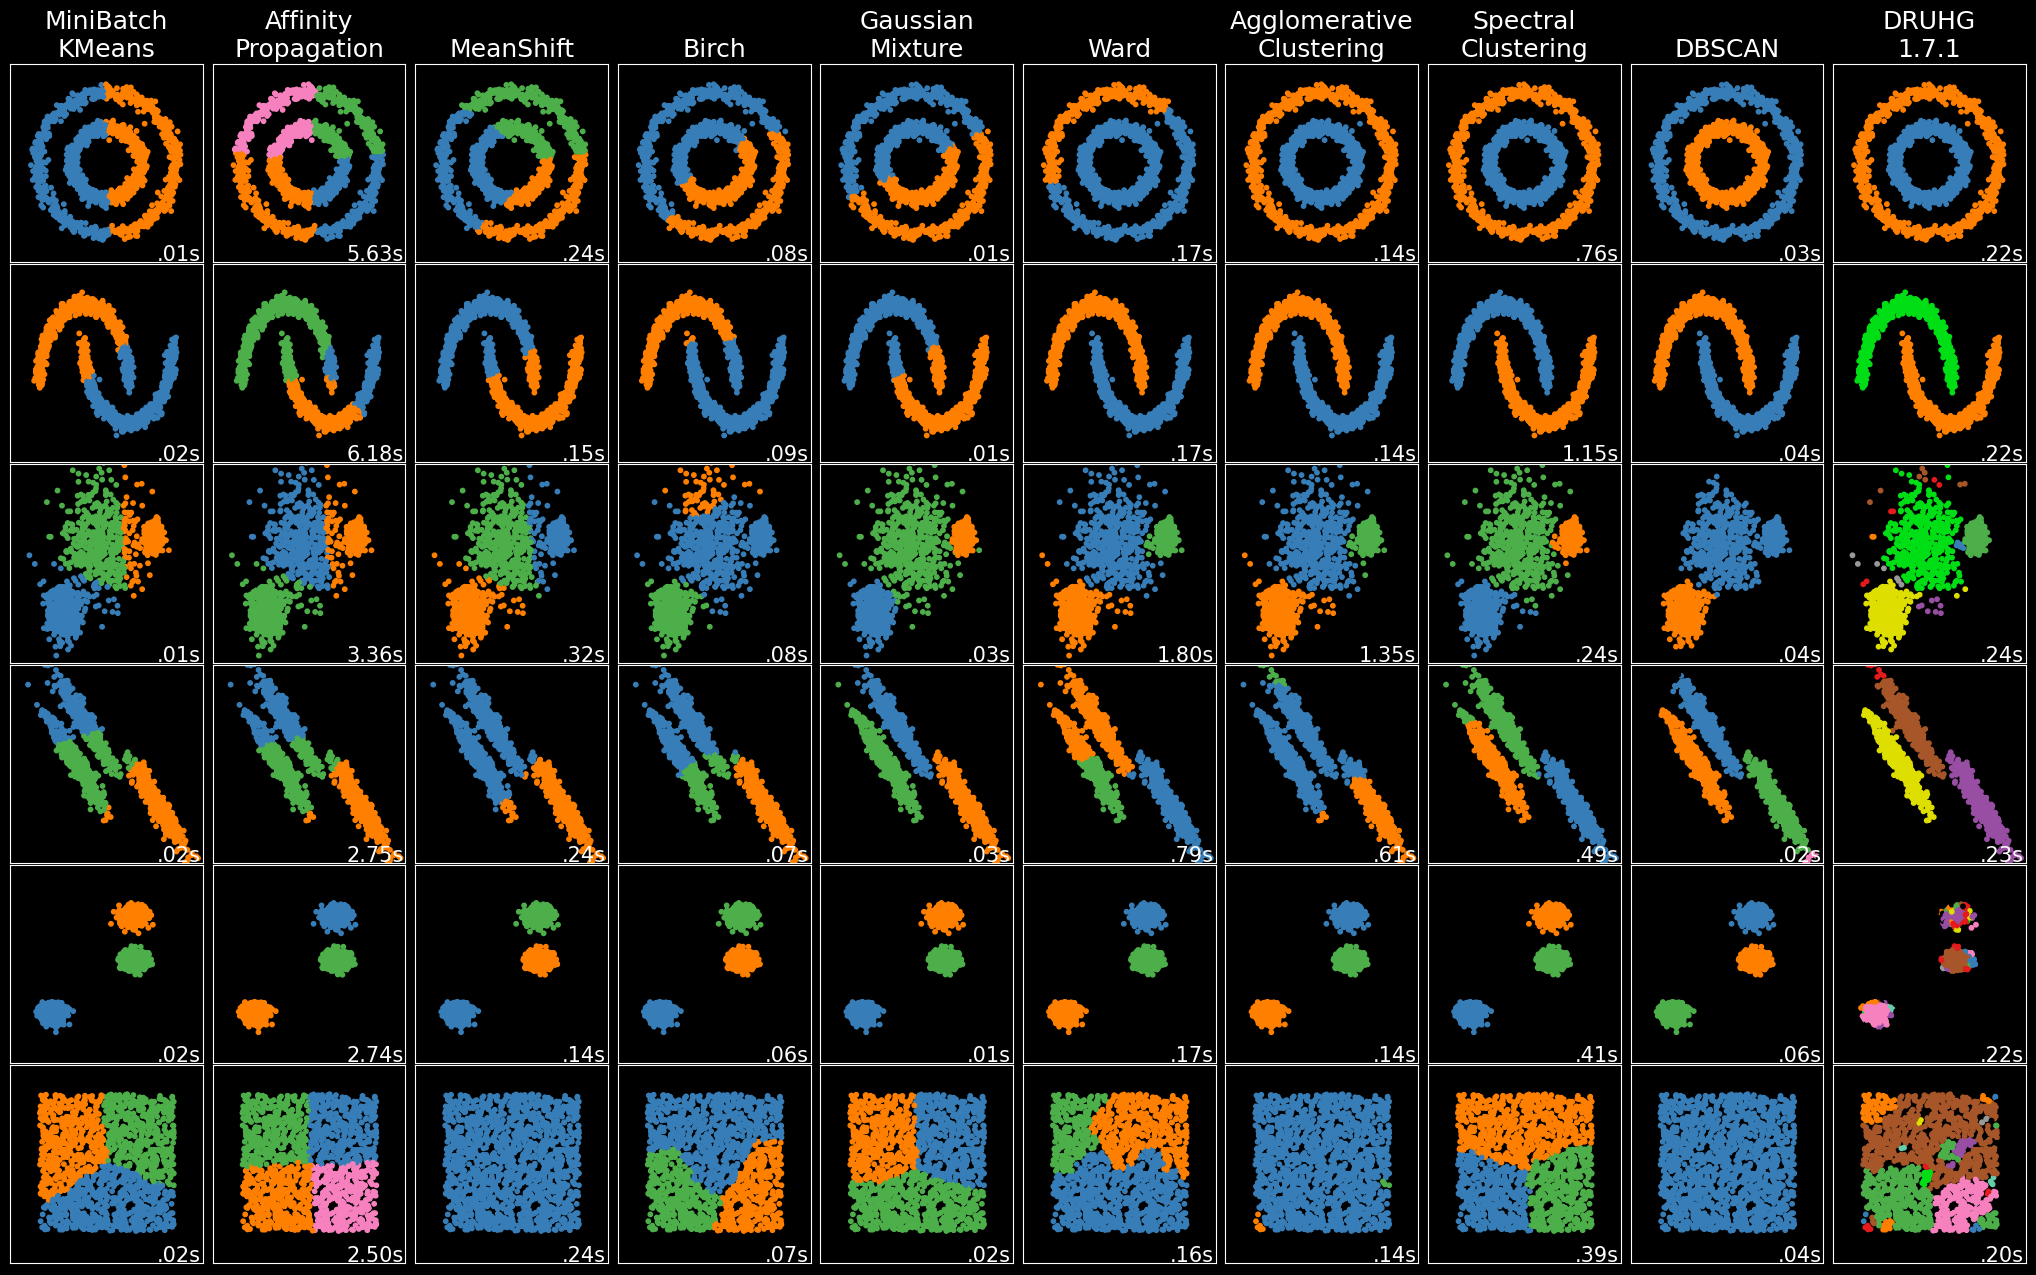 MiniBatch
KMeans
Affinity
Propagation
MeanShift
Birch
Gaussian
Mixture
Ward
Agglomerative
Clustering
Spectral
Clustering
DBSCAN
DRUHG
1.7.1
.01s
5.63s
.24s
.08s
.01s
.17s
.14s
.76s
.03s
.22s
.02s
6.18s
.15s
.09s
.01s
.17s
.14s
1.15s
.04s
.22s
.01s
3.36s
.32s
.08s
.03s
1.80s
1.35s
.24s
.04s
.24s
.02s
2.75s
.24s
.07s
.03s
.79s
.61s
.49s
.02s
.23s
.02s
2.74s
.14s
.06s
.01s
.17s
.14s
.41s
.06s
.22s
.02s
2.50s
.24s
.07s
.02s
.16s
.14s
.39s
.04s
.20s